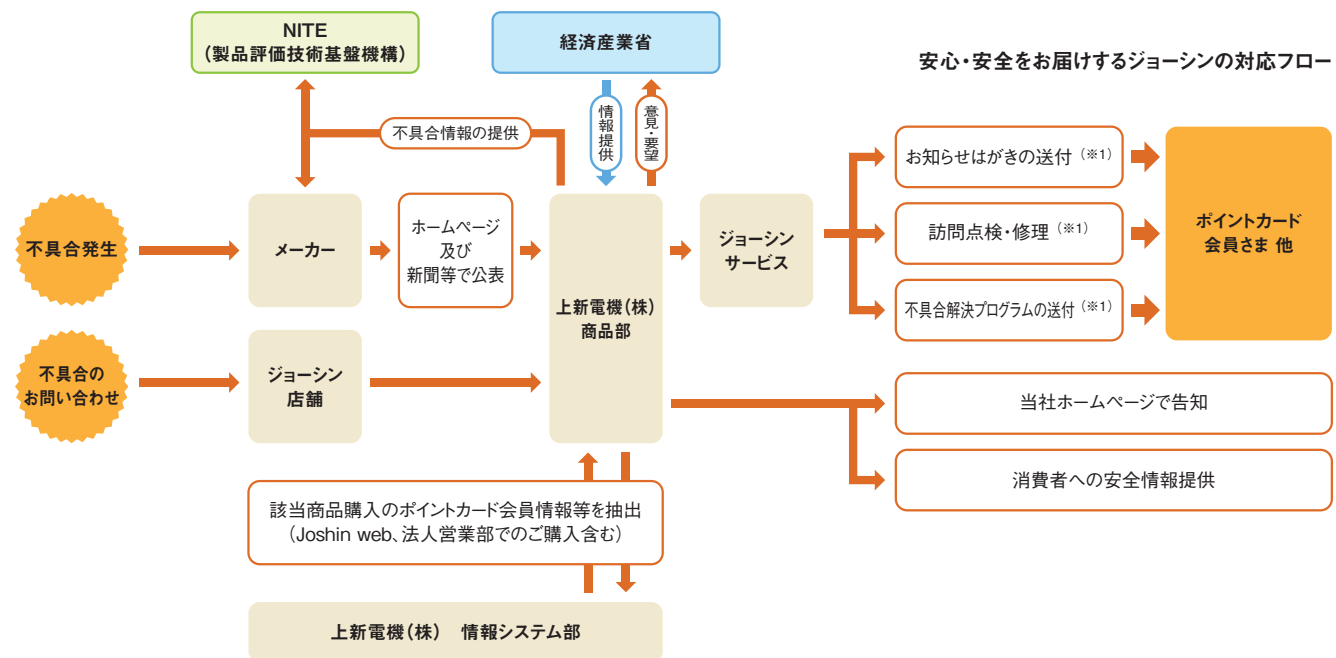 NITE
(製品評価技術基盤機構)
経済産業省
安心・安全をお届けするジョーシンの対応フロー
不具合情報の提供
情報提供
意見・要望
不具合発生
メーカー
ホームページ
及び
新聞等で公表
上新電機(株)
商品部
ジョーシン
サービス
お知らせはがきの送付(※1)
訪問点検・修理(※1)
不具合解決プログラムの送付(※1)
ポイントカード
会員さま 他
不具合の
お問い合わせ
ジョーシン
店舗
当社ホームページで告知
消費者への安全情報提供
該当商品購入のポイントカード会員情報等を抽出
(Joshin web、法人営業部でのご購入含む)
上新電機(株) 情報システム部